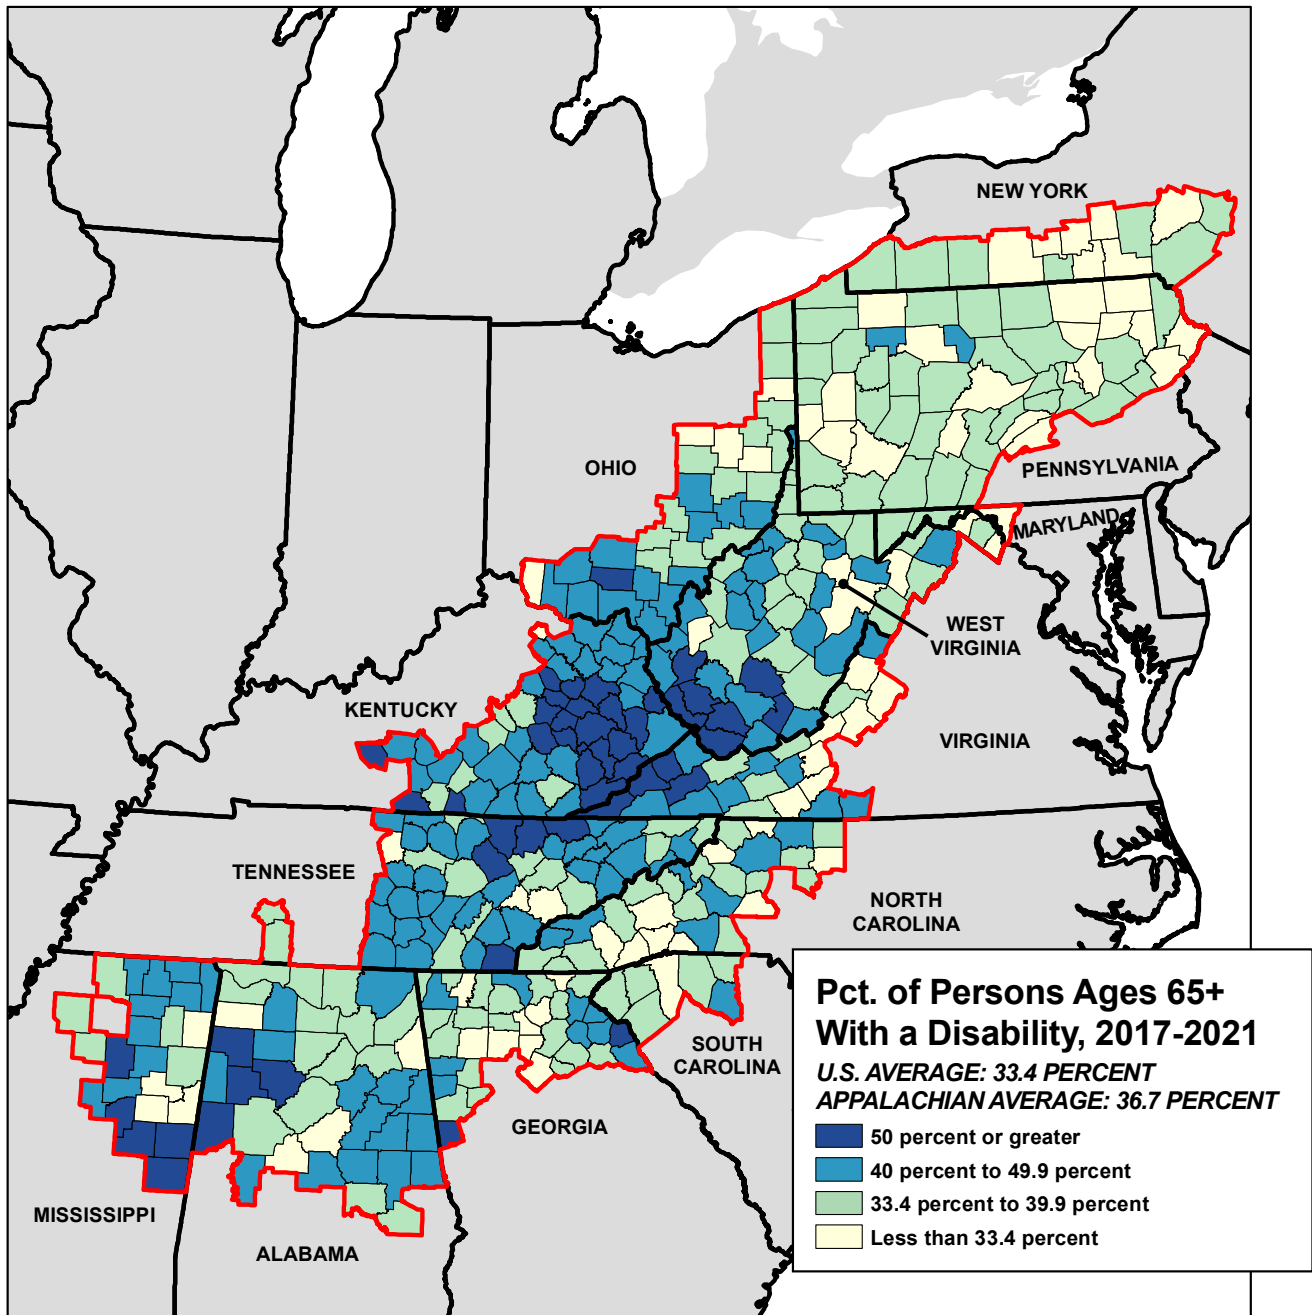 NEW YORK
OHIO
PENNSYLVANIA
MARYLAND
WEST
VIRGINIA
KENTUCKY
VIRGINIA
TENNESSEE
NORTH
CAROLINA
SOUTH
CAROLINA
GEORGIA
MISSISSIPPI
ALABAMA
Pct. of Persons Ages 65+
With a Disability, 2017-2021
U.S. AVERAGE: 33.4 PERCENT
APPALACHIAN AVERAGE: 36.7 PERCENT
50 percent or greater
40 percent to 49.9 percent
33.4 percent to 39.9 percent
Less than 33.4 percent